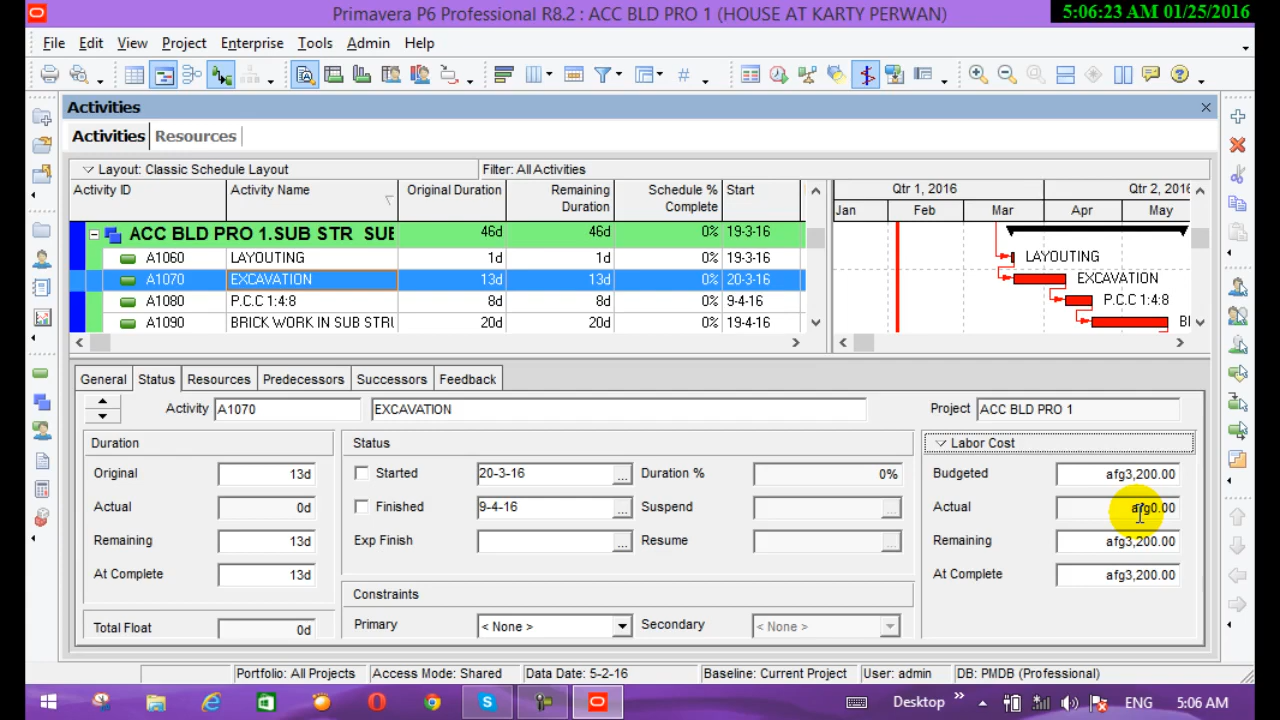 Primavera P6 Professional R8.2 : ACC BLD PRO 1 (HOUSE AT KARTY PERWAN)
5:06:23 AM 01/25/2016
File Edit View Project Enterprise Tools Admin Help
Activities
Activities Resources
Layout: Classic Schedule Layout Filter: All Activities
Activity ID Activity Name Original Duration Remaining Duration Schedule % Complete Start
Qtr 1, 2016 Qtr 2, 2016
Jan Feb Mar Apr May
ACC BLD PRO 1.SUB STR SUE 46d 46d 0% 19-3-16
A1060 LAYOUTING 1d 1d 0% 19-3-16 LAYOUTING
A1070 EXCAVATION 13d 13d 0% 20-3-16 EXCAVATION
A1080 P.C.C 1:4:8 8d 8d 0% 9-4-16 P.C.C 1:4:8
A1090 BRICK WORK IN SUB STRU 20d 20d 0% 19-4-16 BI
General Status Resources Predecessors Successors Feedback
Activity A1070 EXCAVATION Project ACC BLD PRO 1
Duration Status Labor Cost
Original 13d Started 20-3-16 ... Duration % 0% Budgeted afg3,200.00
Actual 0d Finished 9-4-16 ... Suspend ... Actual afg0.00
Remaining 13d Exp Finish ... Resume ... Remaining afg3,200.00
At Complete 13d At Complete afg3,200.00
Constraints
Total Float 0d Primary < None > Secondary < None >
Portfolio: All Projects Access Mode: Shared Data Date: 5-2-16 Baseline: Current Project User: admin DB: PMDB (Professional)
Desktop » ENG 5:06 AM